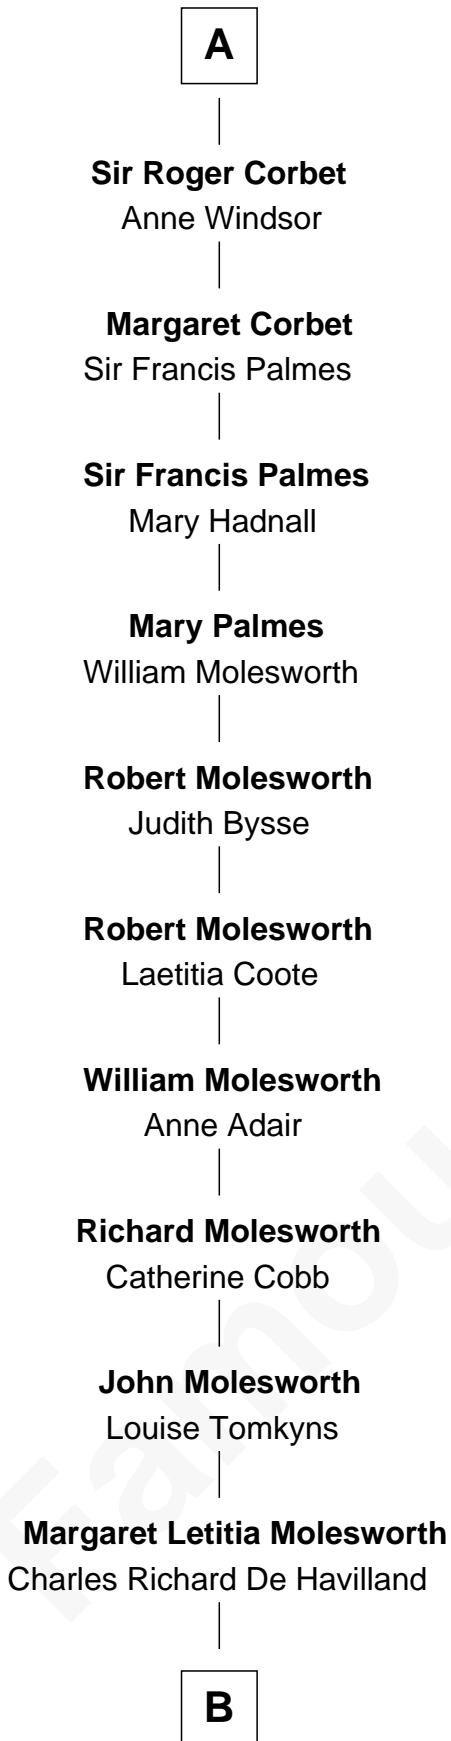 A
Sir Roger Corbet
Anne Windsor
Margaret Corbet
Sir Francis Palmes
Sir Francis Palmes
Mary Hadnall
Mary Palmes
William Molesworth
Robert Molesworth
Judith Bysse
Robert Molesworth
Laetitia Coote
William Molesworth
Anne Adair
Richard Molesworth
Catherine Cobb
John Molesworth
Louise Tomkyns
Margaret Letitia Molesworth
Charles Richard De Havilland
B